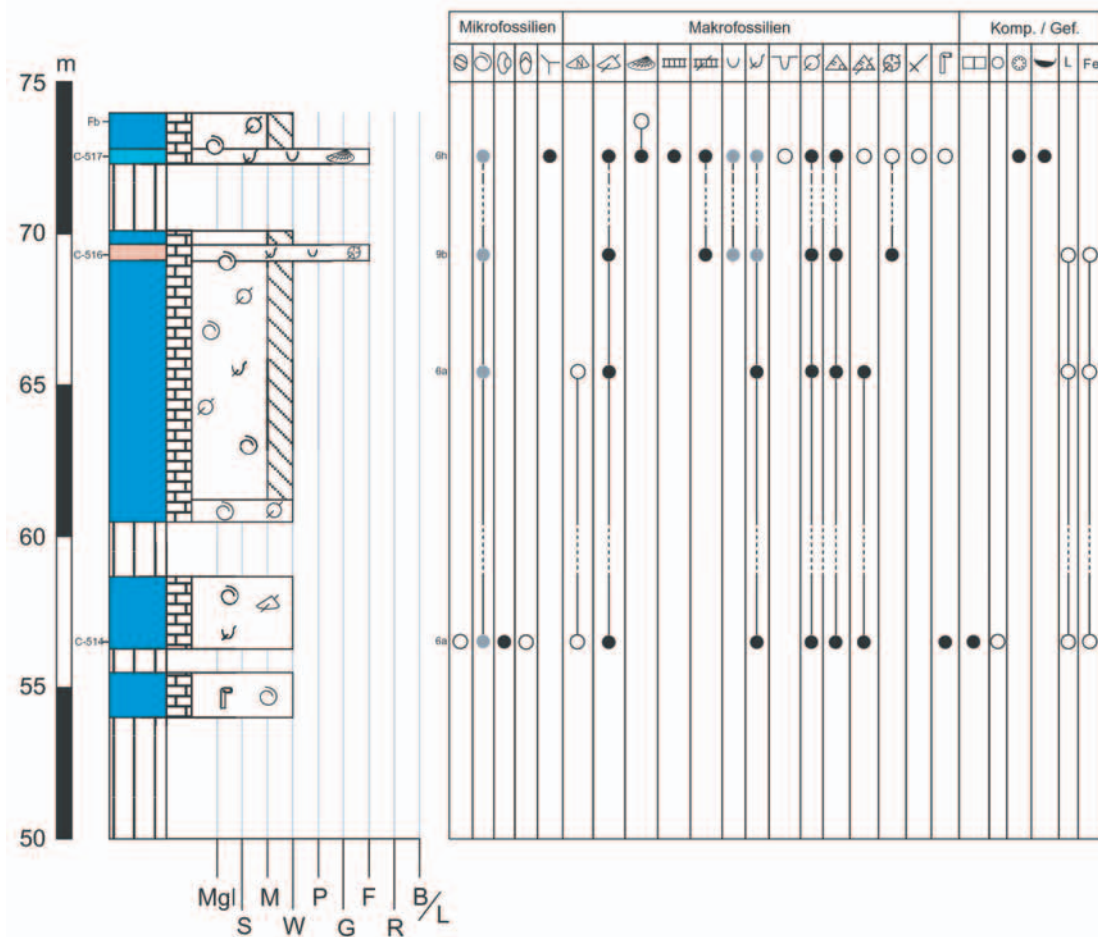 m
Mikrofossilien Makrofossilien Komp. / Gef.
L Fe
75
Fb
C-517 6h
70
C-516 9b
65
6a
60
C-514 6a
55
50
Mgl M P F B/L
S W G R